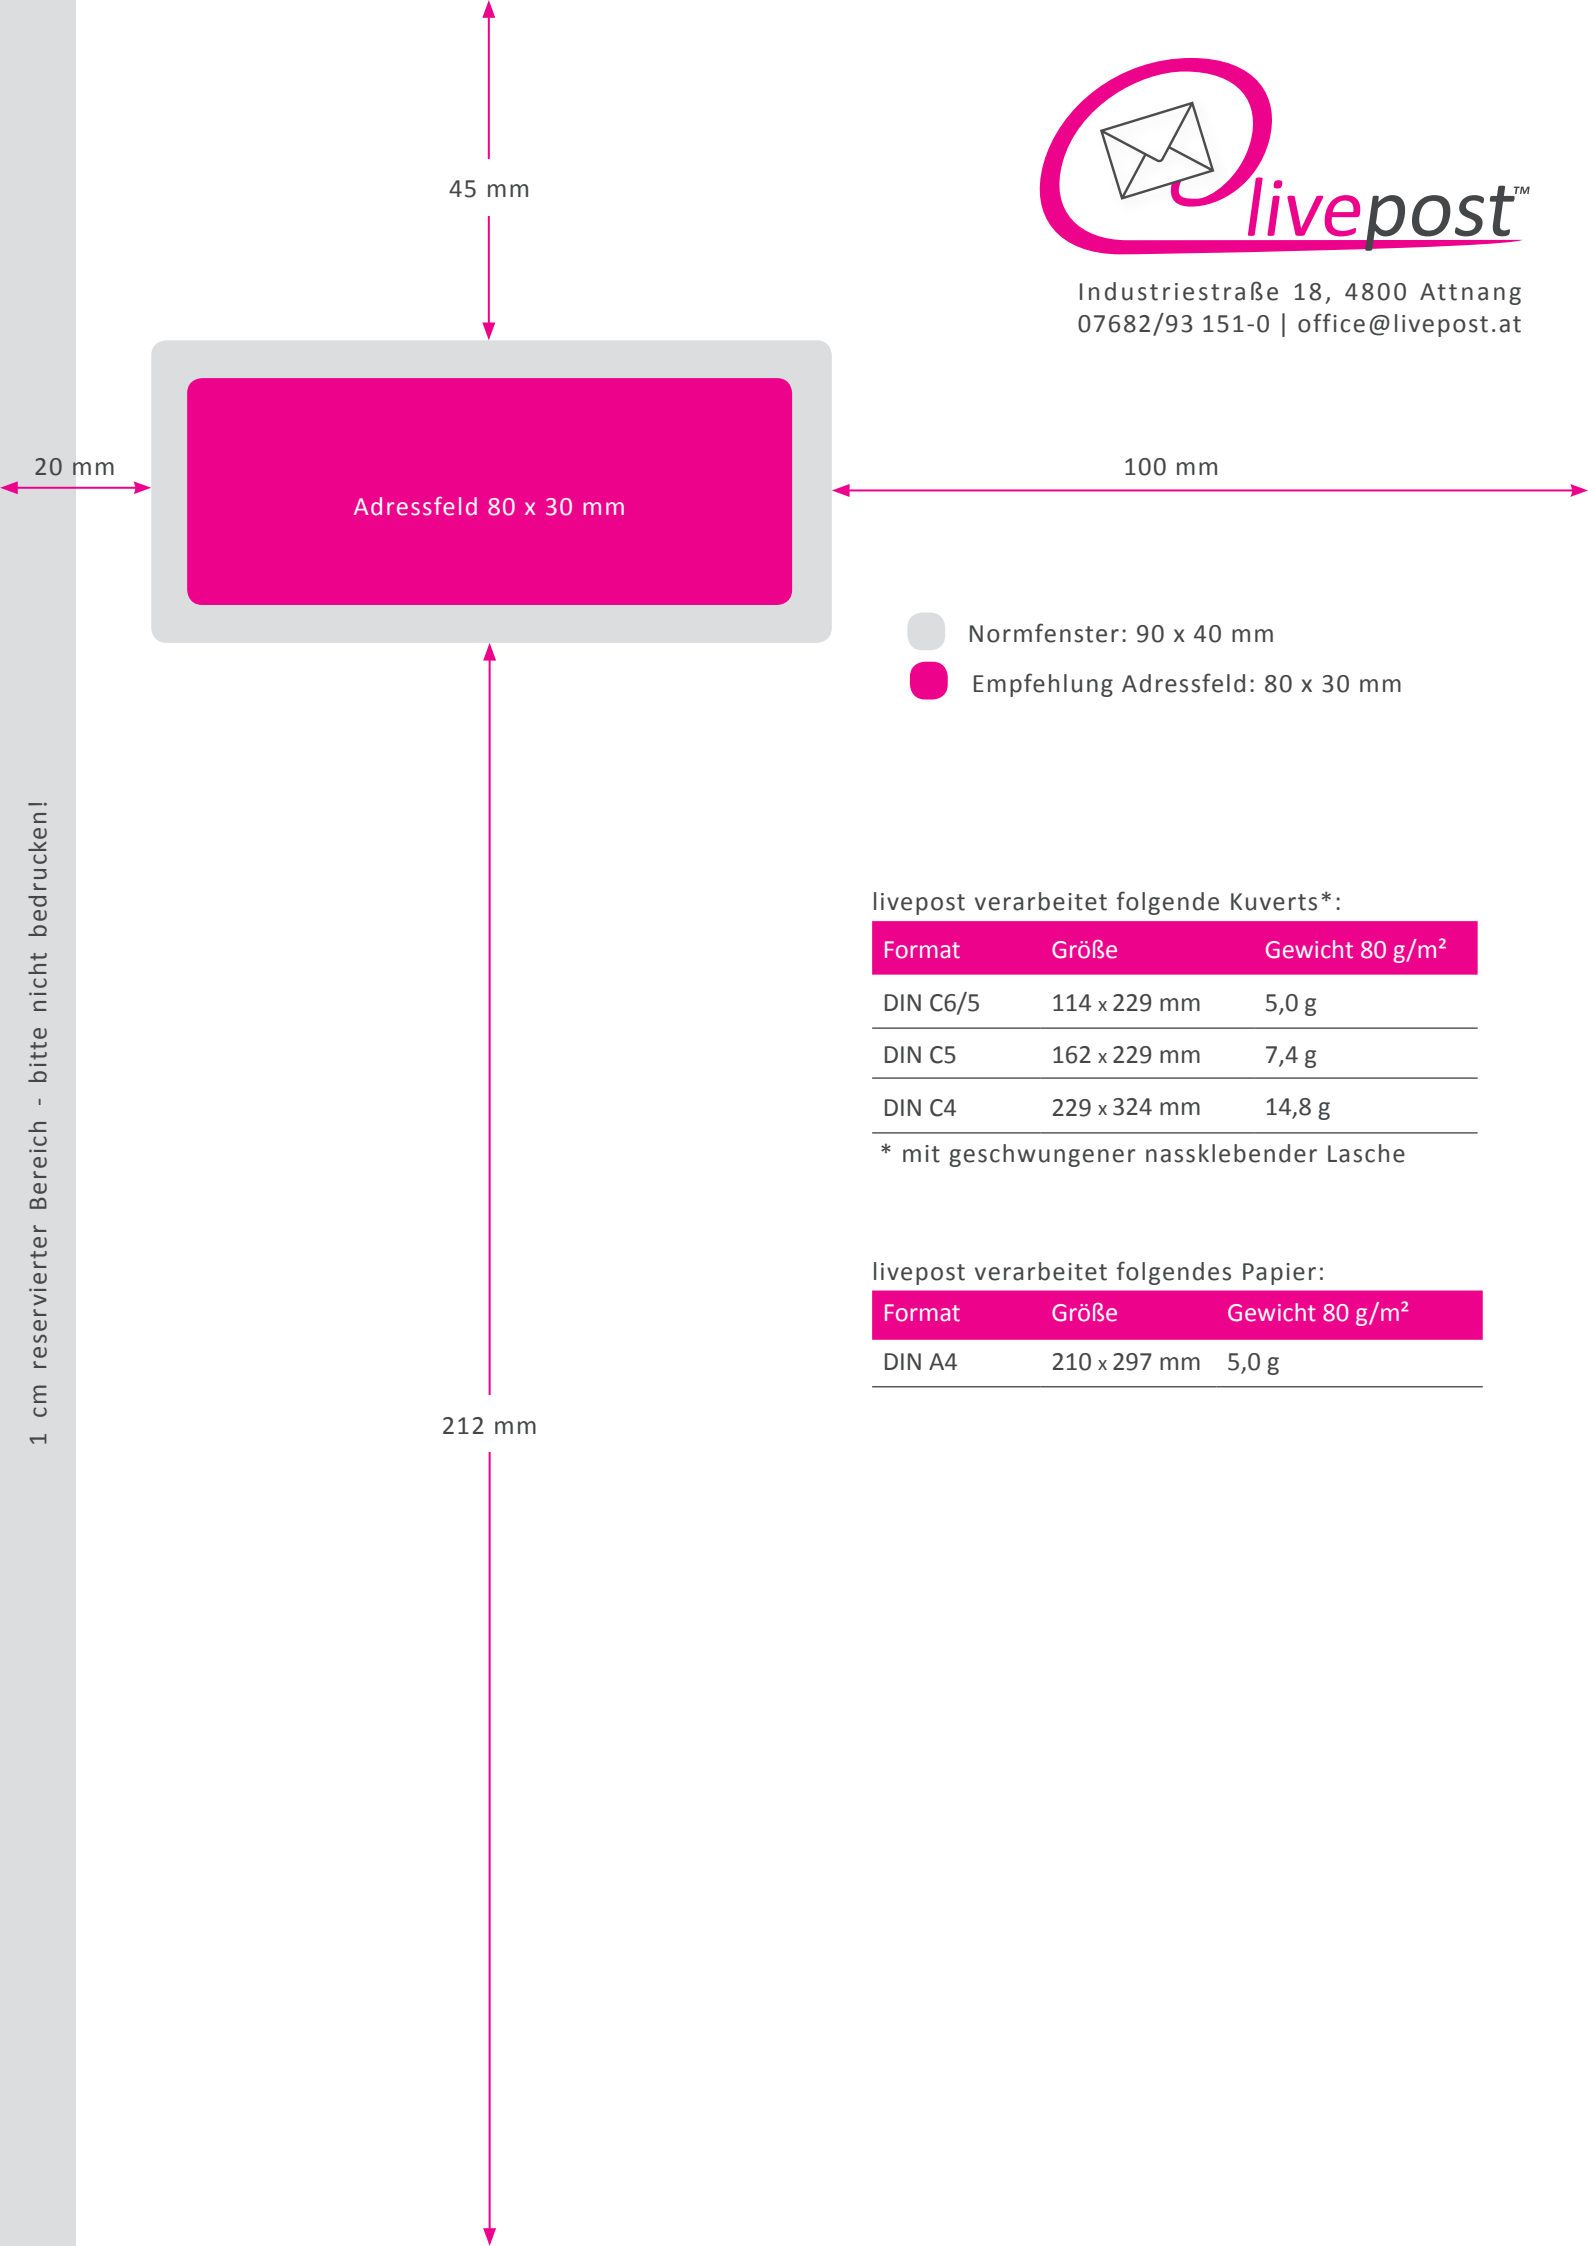 45 mm
livepost™
Industriestraße 18, 4800 Attnang
07682/93 151-0 | office@livepost.at
20 mm
100 mm
Adressfeld 80 x 30 mm
Normfenster: 90 x 40 mm
Empfehlung Adressfeld: 80 x 30 mm
1 cm reservierter Bereich - bitte nicht bedrucken!
livepost verarbeitet folgende Kuverts*:
Format Größe Gewicht 80 g/m²
DIN C6/5 114 x 229 mm 5,0 g
DIN C5 162 x 229 mm 7,4 g
DIN C4 229 x 324 mm 14,8 g
* mit geschwungener nassklebender Lasche
livepost verarbeitet folgendes Papier:
Format Größe Gewicht 80 g/m²
DIN A4 210 x 297 mm 5,0 g
212 mm